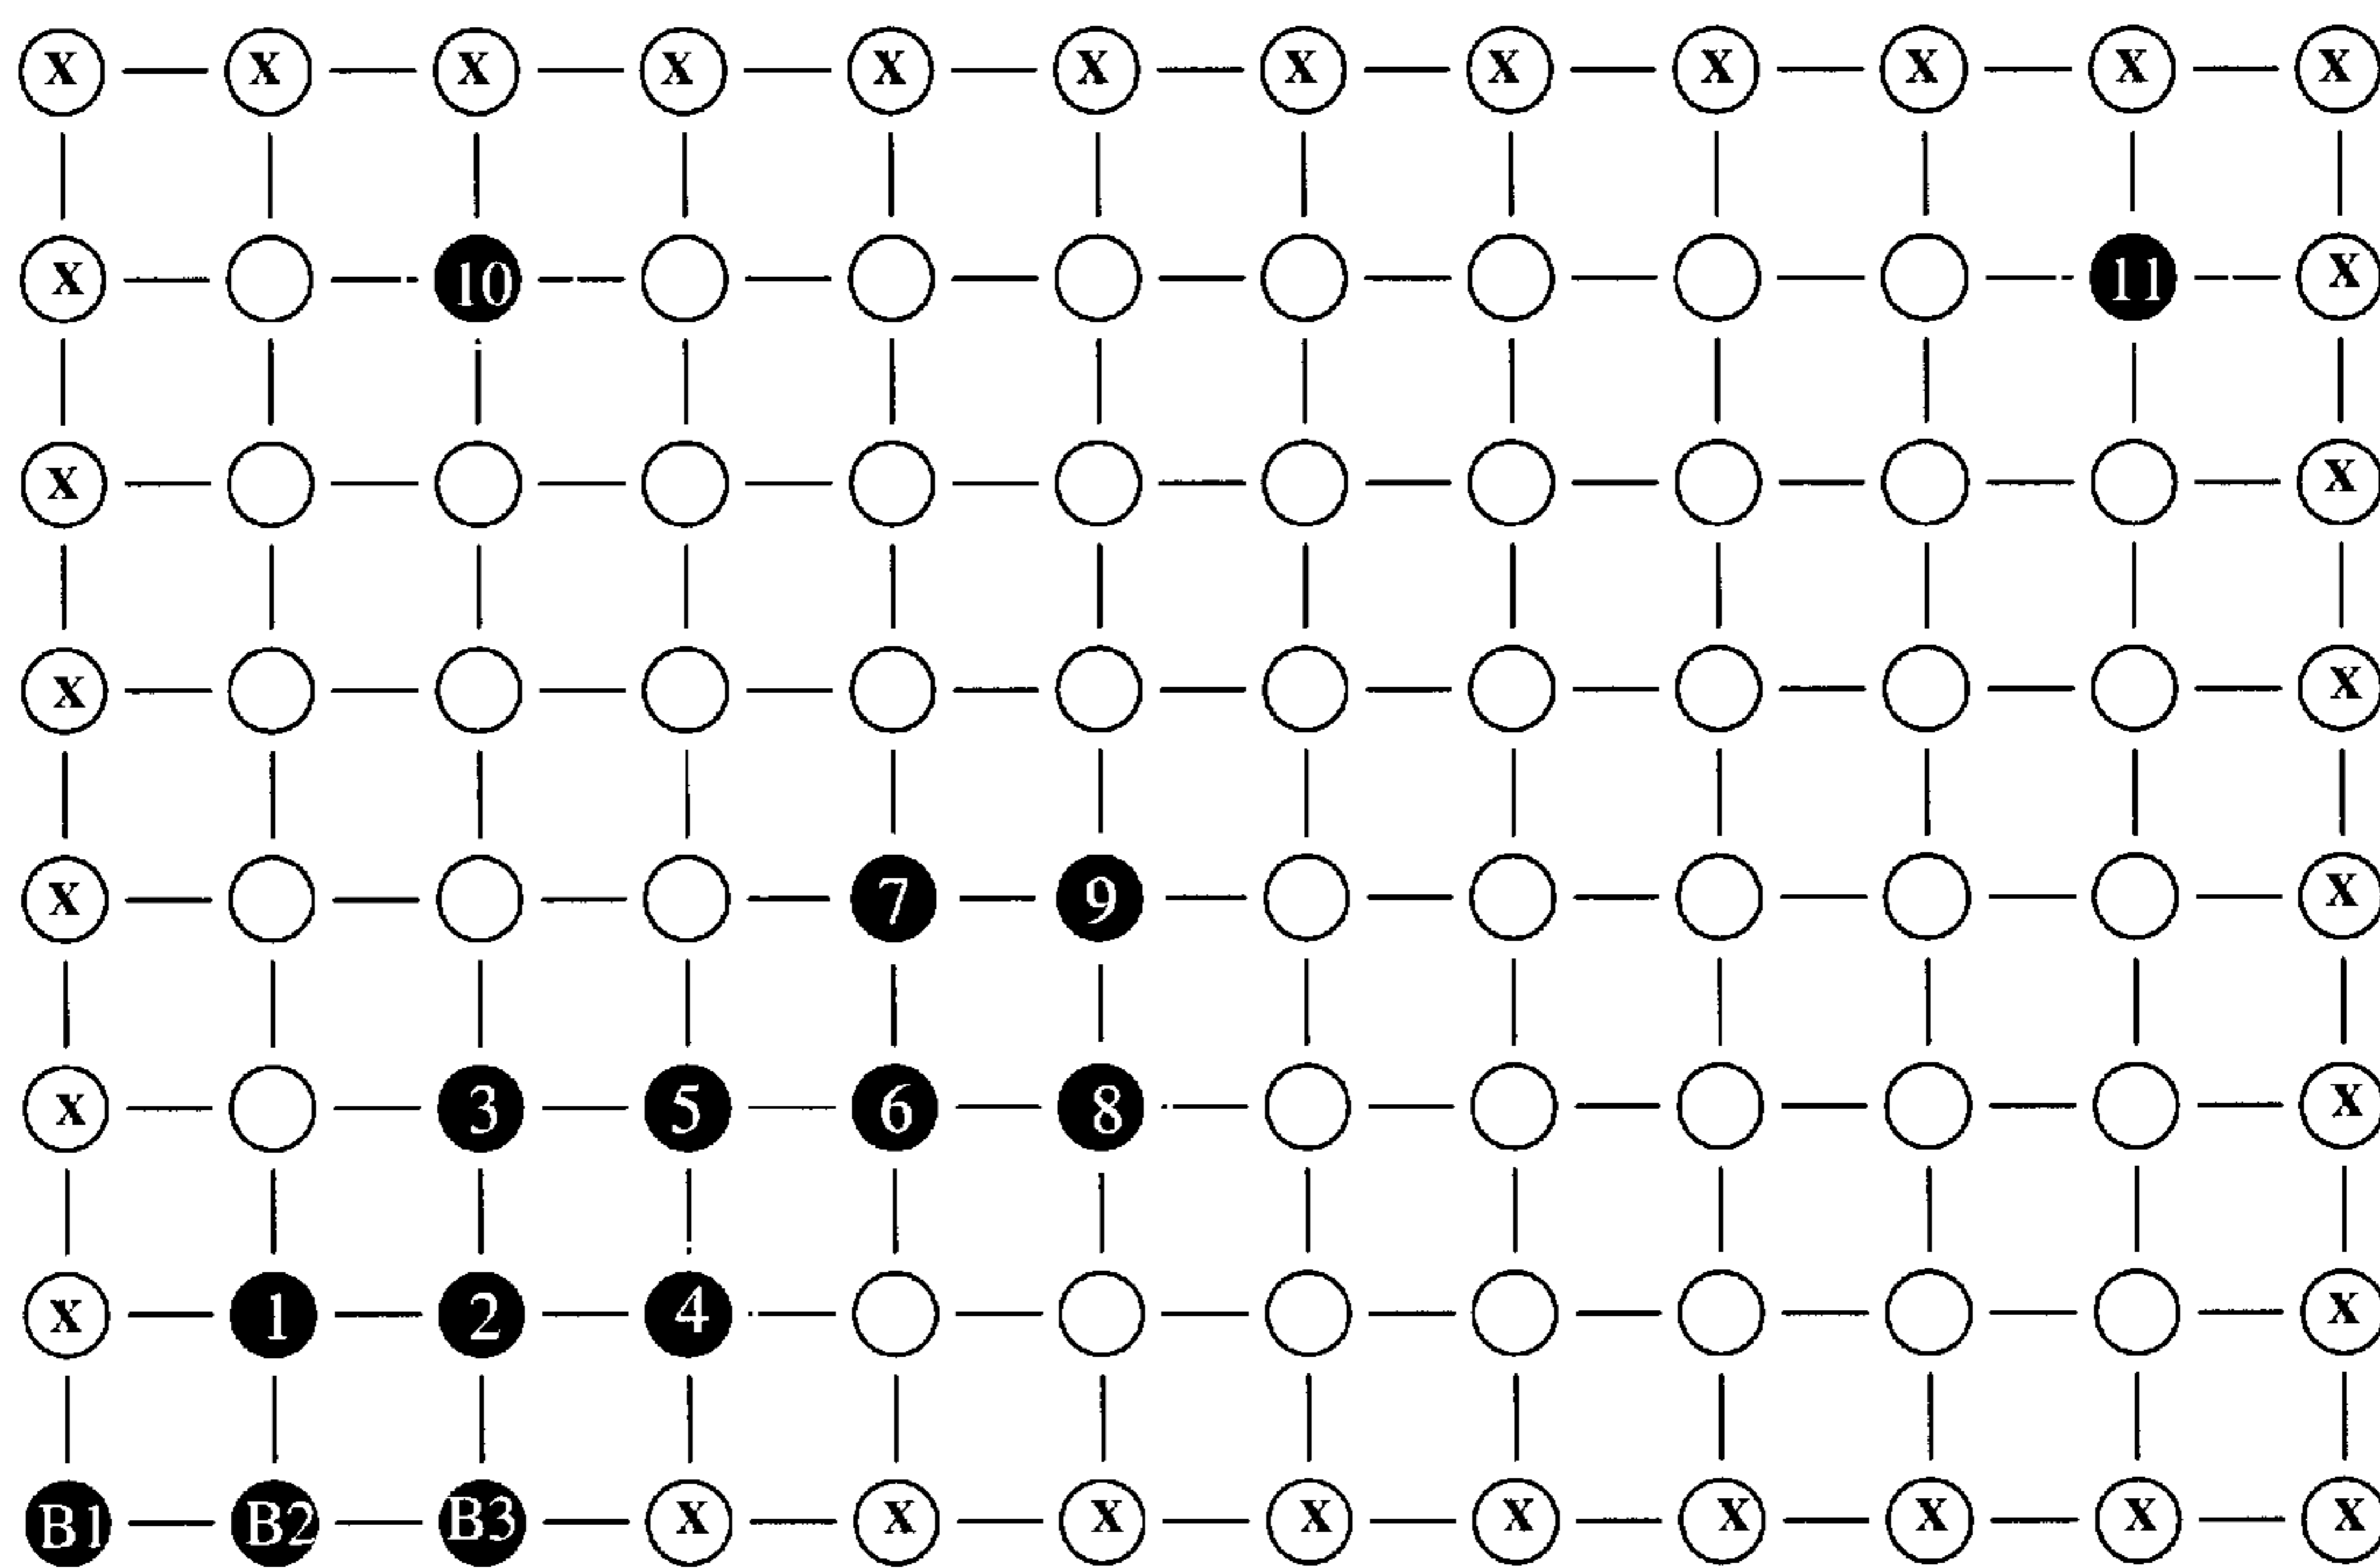 X X X X X X X X X X X X
X 10 11 X
X X
X X
X 7 9 X
X 3 5 6 8 X
X 1 2 4 X
B1 B2 B3 X X X X X X X X X